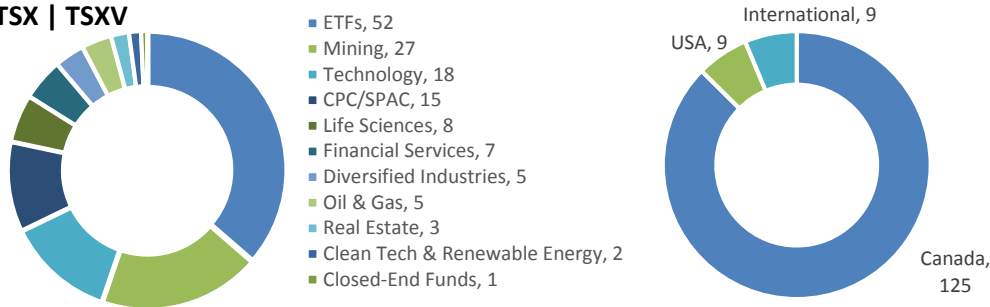 TSX | TSXV
ETFs, 52
Mining, 27
Technology, 18
CPC/SPAC, 15
Life Sciences, 8
Financial Services, 7
Diversified Industries, 5
Oil & Gas, 5
Real Estate, 3
Clean Tech & Renewable Energy, 2
Closed-End Funds, 1
International, 9
USA, 9
Canada,
125